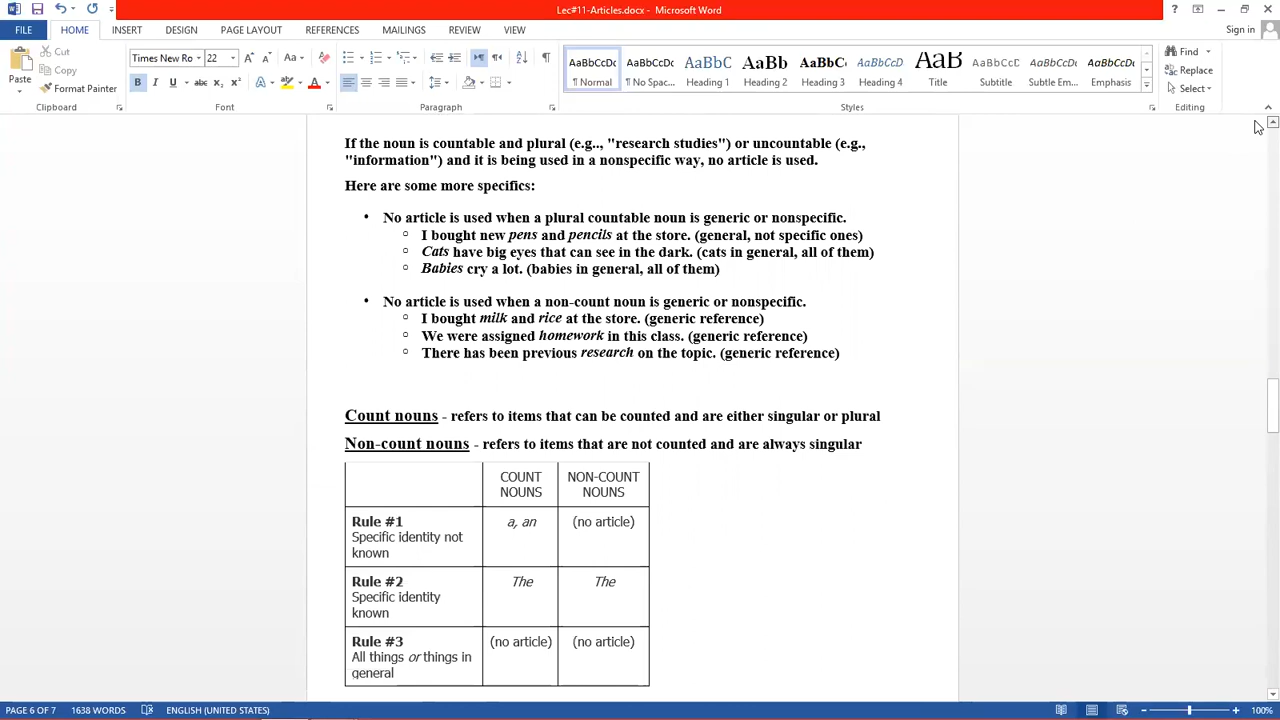 Lec#11-Articles.docx - Microsoft Word
Sign in
FILE HOME INSERT DESIGN PAGE LAYOUT REFERENCES MAILINGS REVIEW VIEW
Paste
Cut
Copy
Format Painter
Clipboard
Times New Ro 22
Font
Paragraph
AaBbCcDc AaBbCcDc AaBbCc AaBb AaBbC AaBbCcDc AaB AaBbCcD AaBbCcDc AaBbCcDc
¶ Normal ¶ No Spac... Heading 1 Heading 2 Heading 3 Heading 4 Title Subtitle Subtle Em... Emphasis
Styles
Find
Replace
Select
Editing
If the noun is countable and plural (e.g., "research studies") or uncountable (e.g.,
"information") and it is being used in a nonspecific way, no article is used.
Here are some more specifics:
• No article is used when a plural countable noun is generic or nonspecific.
○ I bought new pens and pencils at the store. (general, not specific ones)
○ Cats have big eyes that can see in the dark. (cats in general, all of them)
○ Babies cry a lot. (babies in general, all of them)
• No article is used when a non-count noun is generic or nonspecific.
○ I bought milk and rice at the store. (generic reference)
○ We were assigned homework in this class. (generic reference)
○ There has been previous research on the topic. (generic reference)
Count nouns - refers to items that can be counted and are either singular or plural
Non-count nouns - refers to items that are not counted and are always singular
COUNT NOUNS NON-COUNT NOUNS
Rule #1 a, an (no article)
Specific identity not
known
Rule #2 The The
Specific identity
known
Rule #3 (no article) (no article)
All things or things in
general
PAGE 6 OF 7 1638 WORDS ENGLISH (UNITED STATES) 100%